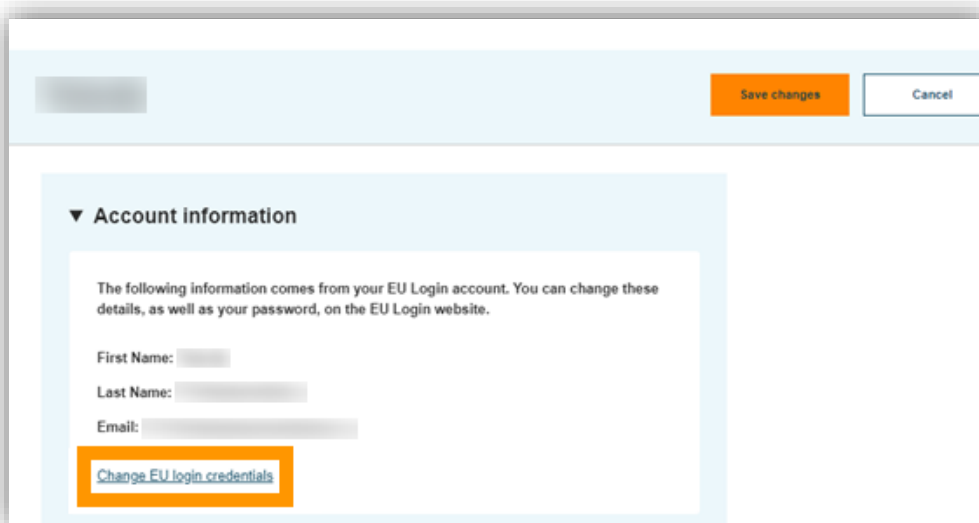 Save changes
Cancel
▼ Account information
The following information comes from your EU Login account. You can change these
details, as well as your password, on the EU Login website.
First Name:
Last Name:
Email:
Change EU login credentials